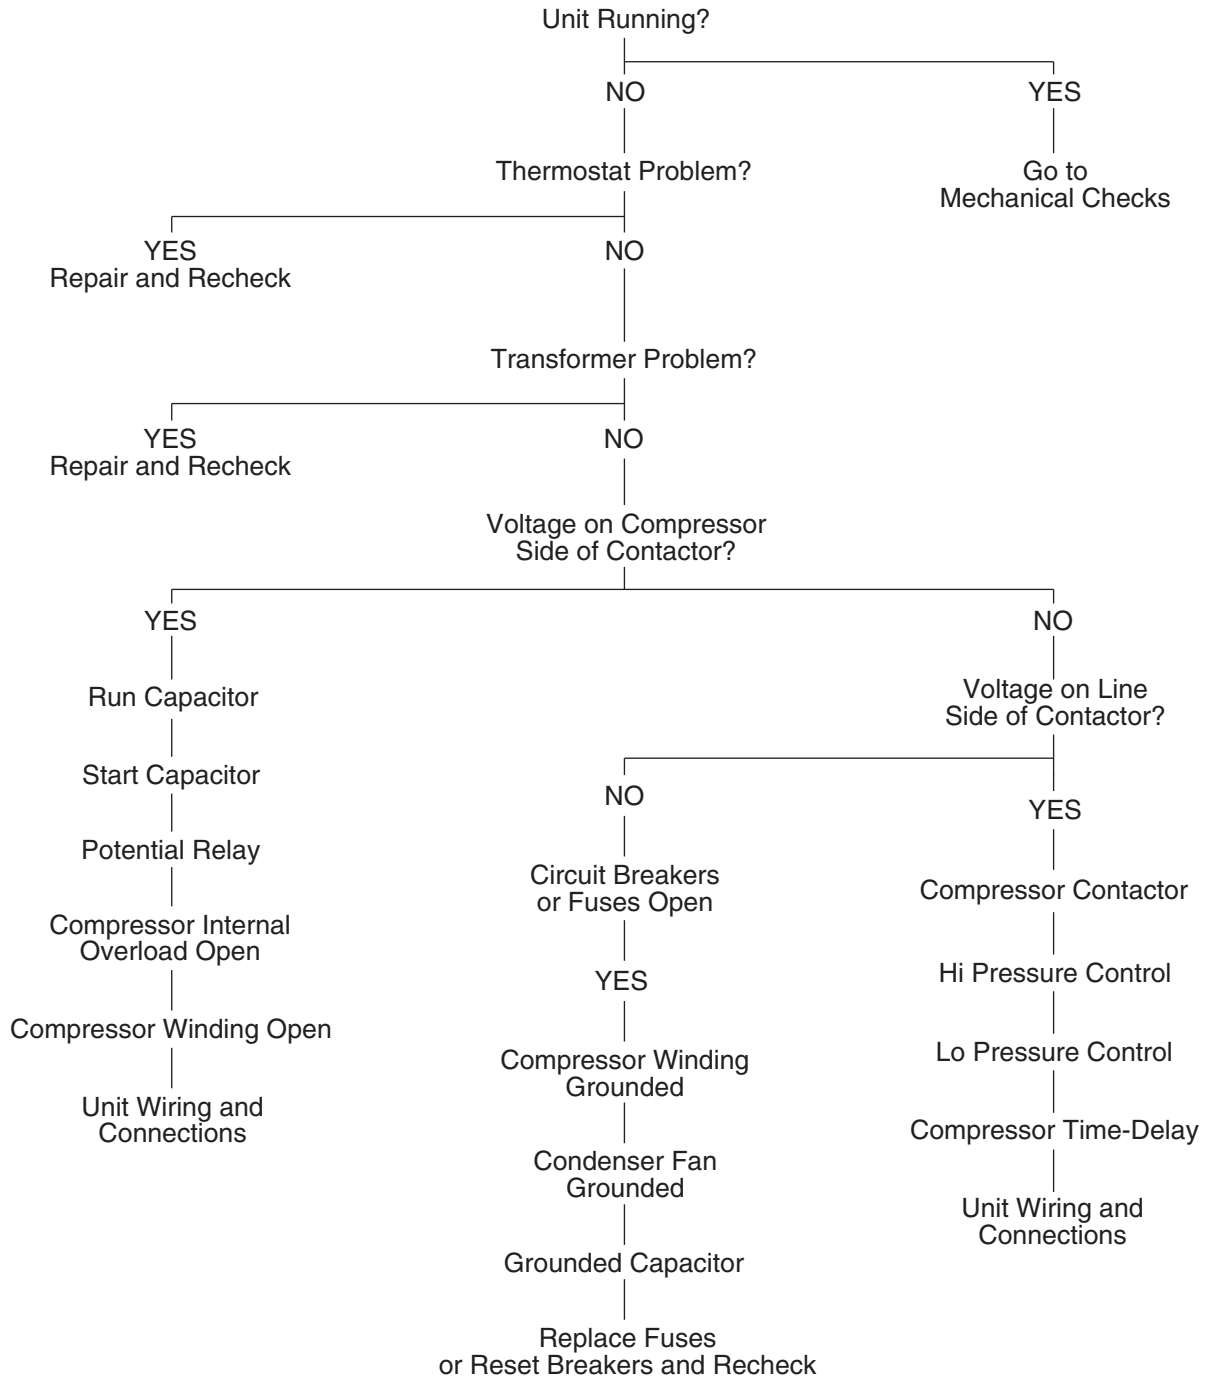 Unit Running?
NO
YES
Thermostat Problem?
Go to
Mechanical Checks
YES
Repair and Recheck
NO
Transformer Problem?
YES
Repair and Recheck
NO
Voltage on Compressor
Side of Contactor?
YES
Run Capacitor
Start Capacitor
Potential Relay
Compressor Internal
Overload Open
Compressor Winding Open
Unit Wiring and
Connections
NO
Voltage on Line
Side of Contactor?
NO
Circuit Breakers
or Fuses Open
YES
Compressor Winding
Grounded
Condenser Fan
Grounded
Grounded Capacitor
Replace Fuses
or Reset Breakers and Recheck
YES
Compressor Contactor
Hi Pressure Control
Lo Pressure Control
Compressor Time-Delay
Unit Wiring and
Connections